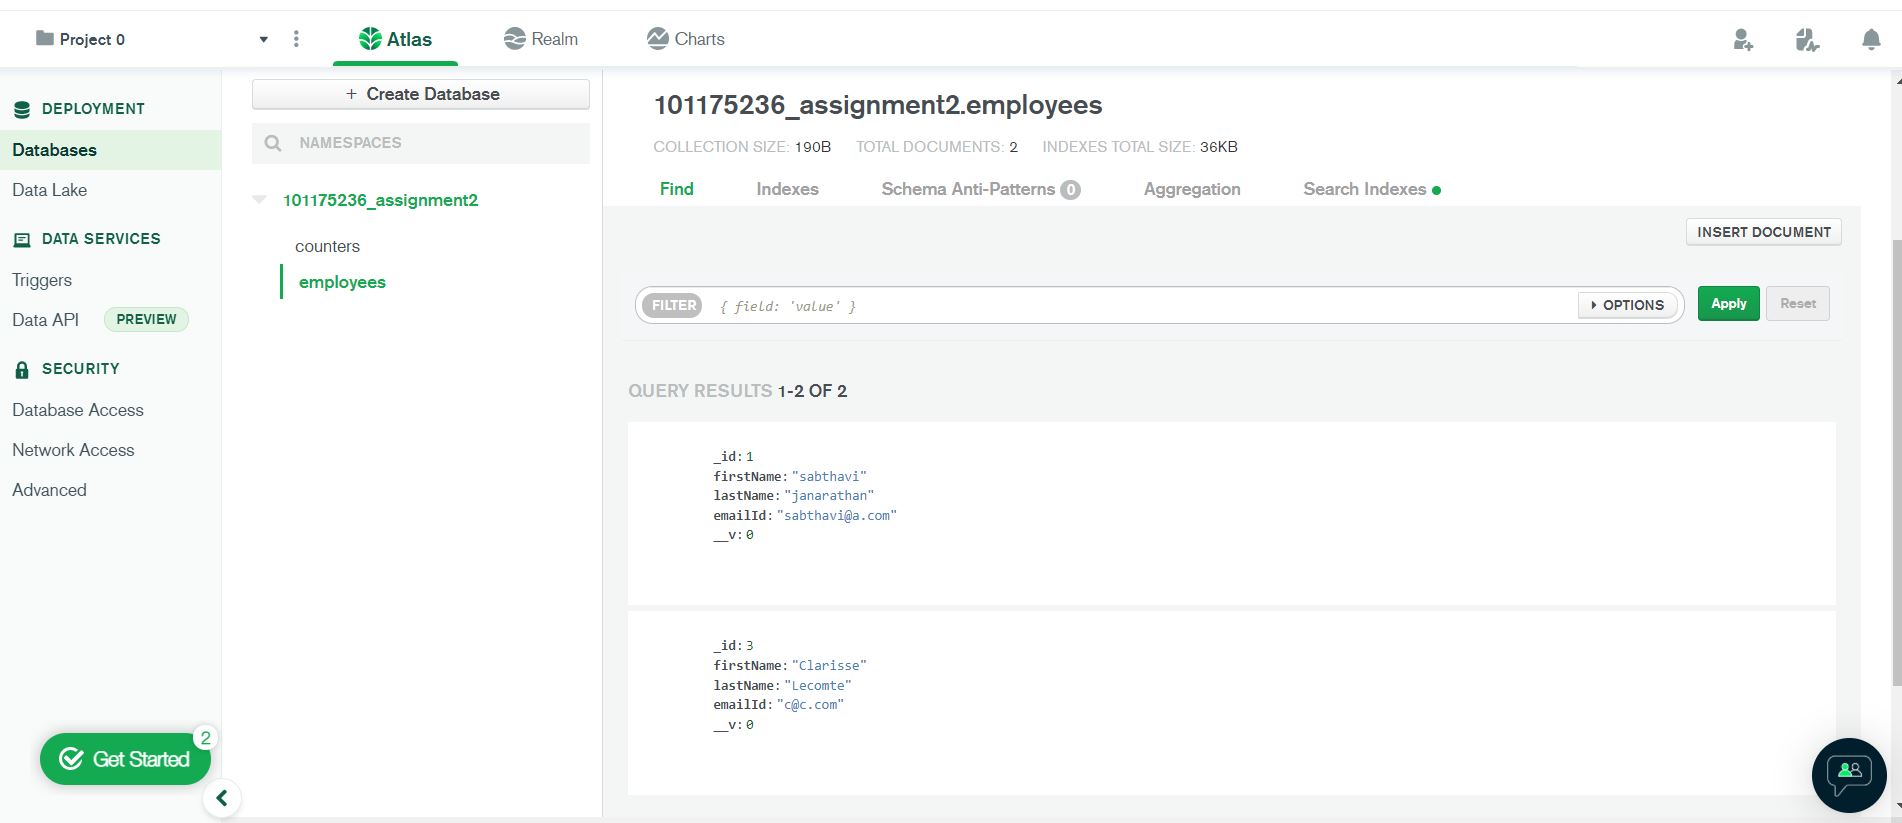 Project 0
Atlas
Realm
Charts
DEPLOYMENT
Databases
Data Lake
DATA SERVICES
Triggers
Data API PREVIEW
SECURITY
Database Access
Network Access
Advanced
Get Started 2
+ Create Database
NAMESPACES
101175236_assignment2
counters
employees
101175236_assignment2.employees
COLLECTION SIZE: 190B TOTAL DOCUMENTS: 2 INDEXES TOTAL SIZE: 36KB
Find Indexes Schema Anti-Patterns 0 Aggregation Search Indexes
INSERT DOCUMENT
FILTER { field: 'value' } OPTIONS Apply Reset
QUERY RESULTS 1-2 OF 2
_id: 1
firstName: "sabthavi"
lastName: "janarathan"
emailId: "sabthavi@a.com"
__v: 0
_id: 3
firstName: "Clarisse"
lastName: "Lecomte"
emailId: "c@c.com"
__v: 0